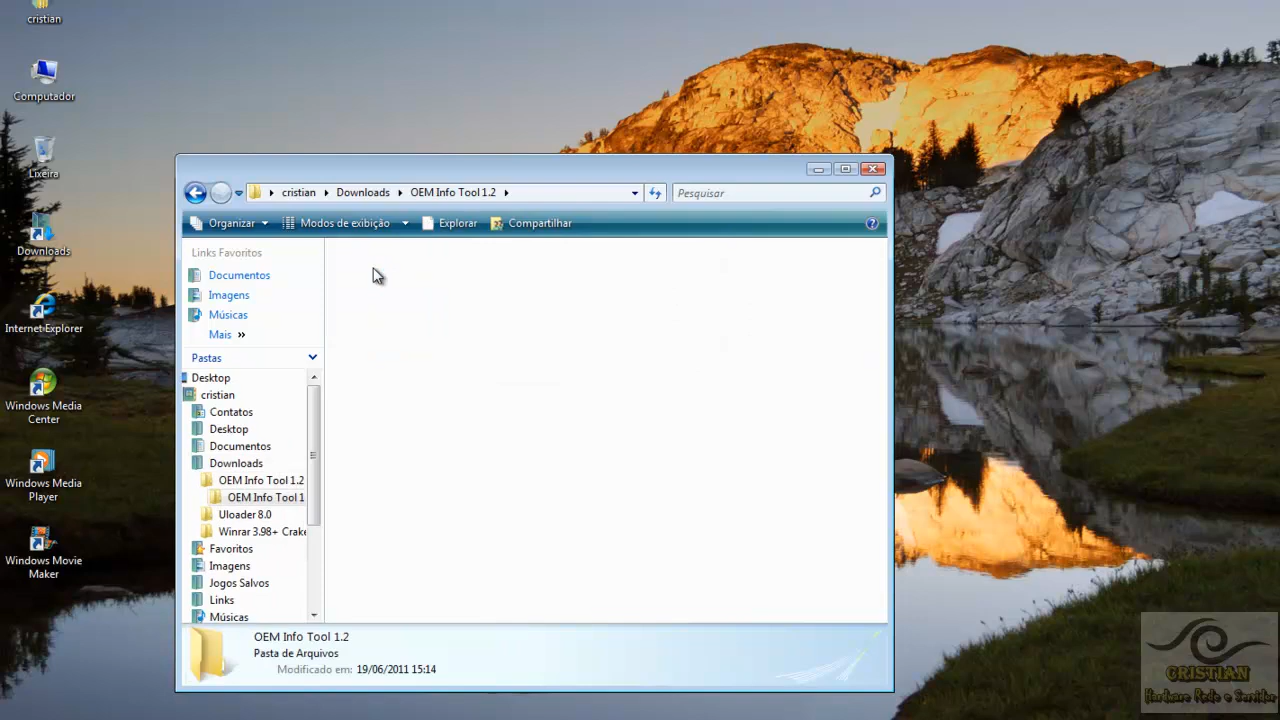 cristian
Computador
Lixeira
Downloads
Internet Explorer
Windows Media
Center
Windows Media
Player
Windows Movie
Maker
cristian
Downloads
OEM Info Tool 1.2
Pesquisar
Organizar
Modos de exibição
Explorar
Compartilhar
Links Favoritos
Documentos
Imagens
Músicas
Mais »
Pastas
Desktop
cristian
Contatos
Desktop
Documentos
Downloads
OEM Info Tool 1.2
OEM Info Tool 1
Uloader 8.0
Winrar 3.98+ Crake
Favoritos
Imagens
Jogos Salvos
Links
Músicas
OEM Info Tool 1.2
Pasta de Arquivos
Modificado em: 19/06/2011 15:14
CRISTIAN
Hardware Rede e Servidor